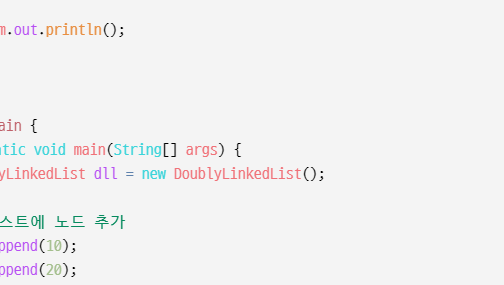 m.out.println();
ain {
tic void main(String[] args) {
yLinkedList dll = new DoublyLinkedList();
스트에 노드 추가
ppend(10);
ppend(20);